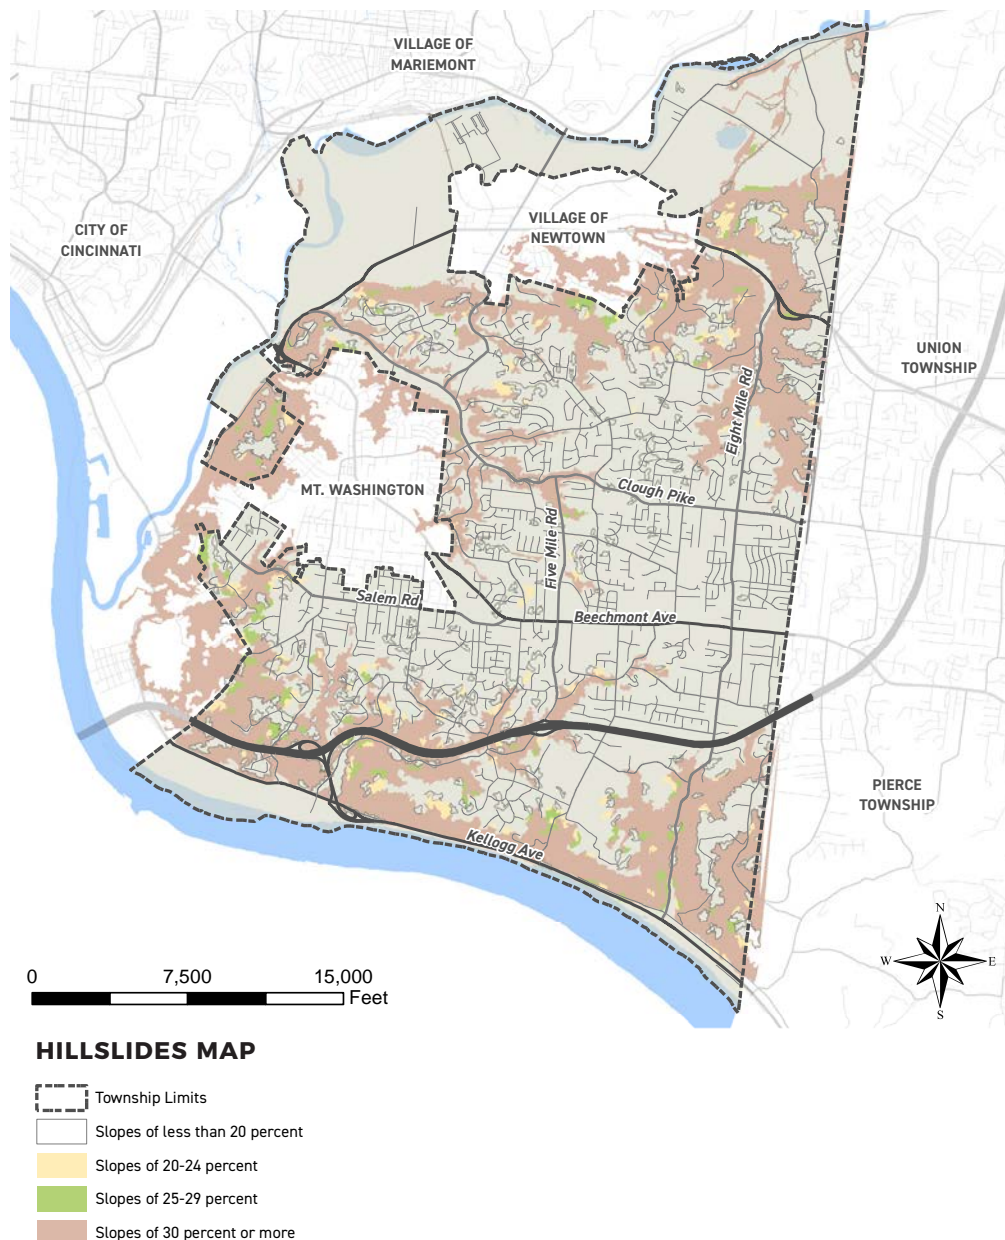 VILLAGE OF
MARIEMONT
CITY OF
CINCINNATI
VILLAGE OF
NEWTOWN
UNION
TOWNSHIP
Eight Mile Rd
MT. WASHINGTON
Clough Pike
Five Mile Rd
Salem Rd
Beechmont Ave
PIERCE
TOWNSHIP
Kellogg Ave
N
W
E
S
0 7,500 15,000
Feet
HILLSLIDES MAP
Township Limits
Slopes of less than 20 percent
Slopes of 20-24 percent
Slopes of 25-29 percent
Slopes of 30 percent or more